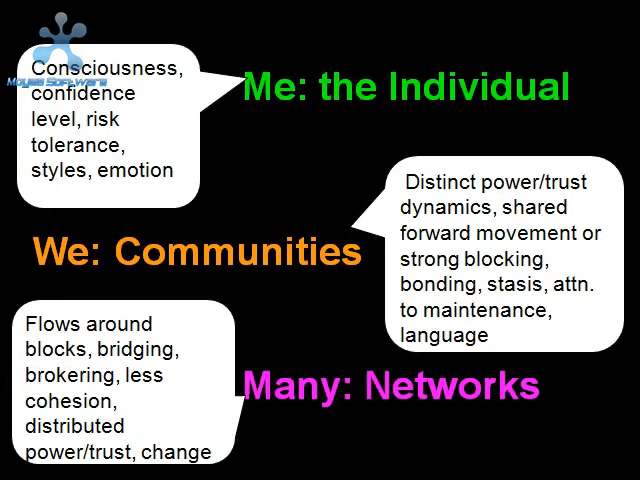 Moyea Software
Consciousness,
confidence
level, risk
tolerance,
styles, emotion
Me: the Individual
Distinct power/trust
dynamics, shared
forward movement or
strong blocking,
bonding, stasis, attn.
to maintenance,
language
We: Communities
Flows around
blocks, bridging,
brokering, less
cohesion,
distributed
power/trust, change
Many: Networks